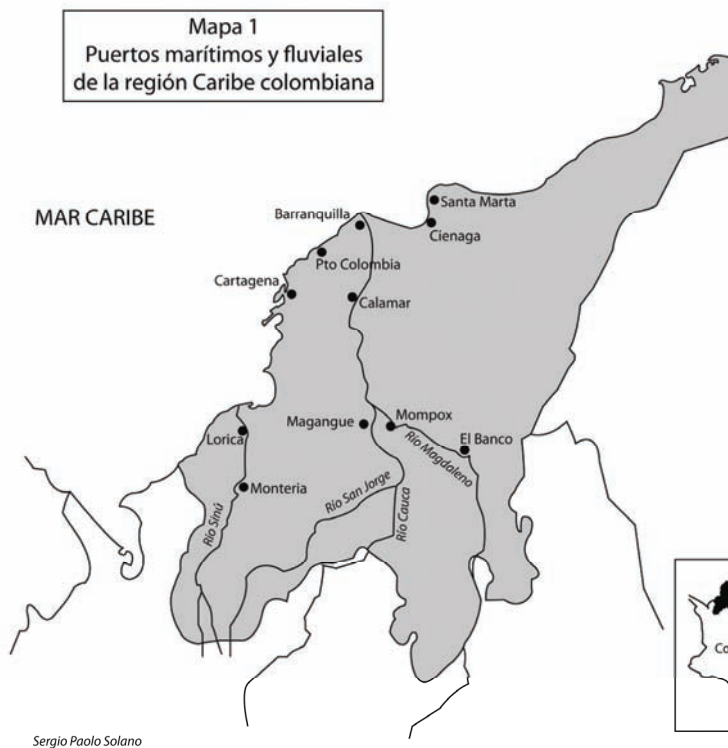 Mapa 1
Puertos marítimos y fluviales
de la región Caribe colombiana
MAR CARIBE
Santa Marta
Barranquilla
Cienaga
Pto Colombia
Cartagena
Calamar
Magangue
Mompox
Lorica
El Banco
Río Magdaleno
Monteria
Río San Jorge
Río Sinú
Río Cauca
Co
Sergio Paolo Solano